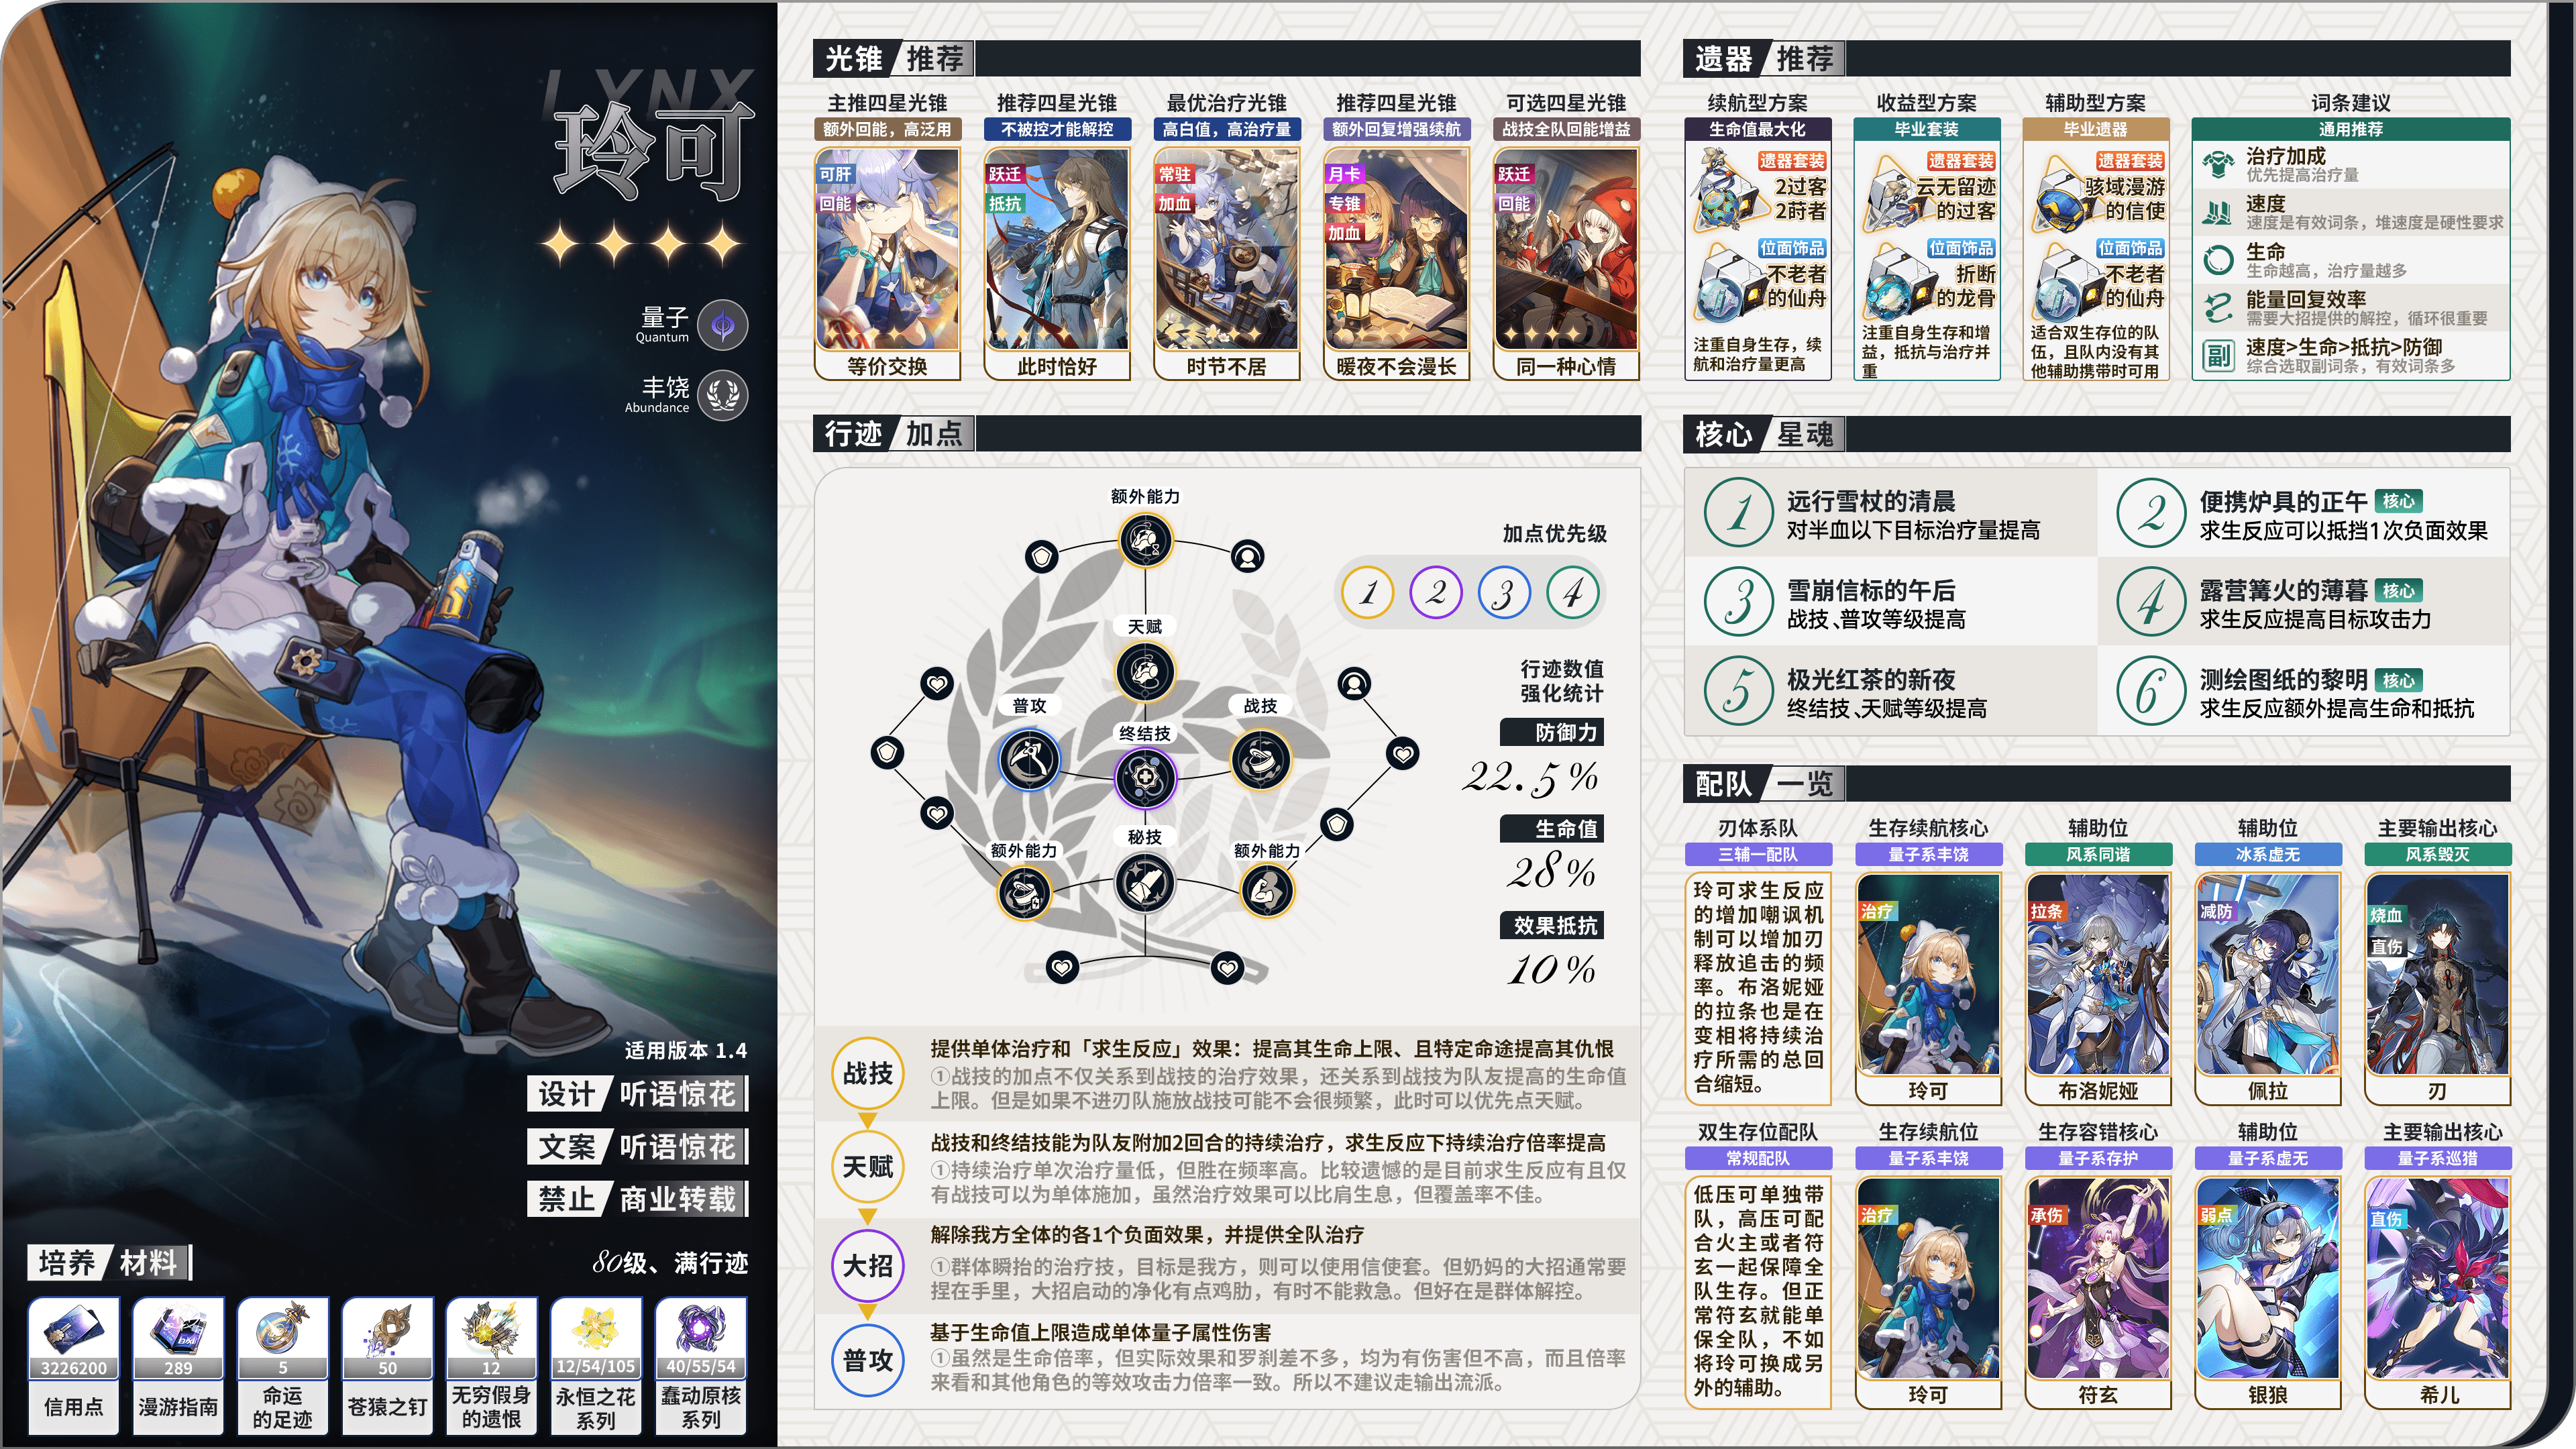 LYNX
玲可
量子
Quantum
丰饶
Abundance
适用版本 1.4
设计 听语惊花
文案 听语惊花
禁止 商业转载
培养 材料
80级、满行迹
3226200
信用点
289
漫游指南
5
命运
的足迹
50
苍猿之钉
12
无穷假身
的遗恨
12/54/105
永恒之花
系列
40/55/54
蠢动原核
系列
光锥 推荐
主推四星光锥
额外回能，高泛用
可肝
回能
等价交换
推荐四星光锥
不被控才能解控
跃迁
抵抗
此时恰好
最优治疗光锥
高白值，高治疗量
常驻
加血
时节不居
推荐四星光锥
额外回复增强续航
月卡
专锥
加血
暖夜不会漫长
可选四星光锥
战技全队回能增益
跃迁
回能
同一种心情
行迹 加点
额外能力
天赋
普攻
战技
终结技
秘技
额外能力
额外能力
加点优先级
1 2 3 4
行迹数值
强化统计
防御力
22.5%
生命值
28%
效果抵抗
10%
战技
提供单体治疗和「求生反应」效果：提高其生命上限、且特定命途提高其仇恨
①战技的加点不仅关系到战技的治疗效果，还关系到战技为队友提高的生命值
上限。但是如果不进刃队施放战技可能不会很频繁，此时可以优先点天赋。
天赋
战技和终结技能为队友附加2回合的持续治疗，求生反应下持续治疗倍率提高
①持续治疗单次治疗量低，但胜在频率高。比较遗憾的是目前求生反应有且仅
有战技可以为单体施加，虽然治疗效果可以比肩生息，但覆盖率不佳。
大招
解除我方全体的各1个负面效果，并提供全队治疗
①群体瞬抬的治疗技，目标是我方，则可以使用信使套。但奶妈的大招通常要
捏在手里，大招启动的净化有点鸡肋，有时不能救急。但好在是群体解控。
普攻
基于生命值上限造成单体量子属性伤害
①虽然是生命倍率，但实际效果和罗刹差不多，均为有伤害但不高，而且倍率
来看和其他角色的等效攻击力倍率一致。所以不建议走输出流派。
遗器 推荐
续航型方案
生命值最大化
遗器套装
2过客
2莳者
位面饰品
不老者
的仙舟
注重自身生存，续
航和治疗量更高
收益型方案
毕业套装
遗器套装
云无留迹
的过客
位面饰品
折断
的龙骨
注重自身生存和增
益，抵抗与治疗并
重
辅助型方案
毕业遗器
遗器套装
骇域漫游
的信使
位面饰品
不老者
的仙舟
适合双生存位的队
伍，且队内没有其
他辅助携带时可用
词条建议
通用推荐
治疗加成
优先提高治疗量
速度
速度是有效词条，堆速度是硬性要求
生命
生命越高，治疗量越多
能量回复效率
需要大招提供的解控，循环很重要
副
速度>生命>抵抗>防御
综合选取副词条，有效词条多
核心 星魂
1
远行雪杖的清晨
对半血以下目标治疗量提高
2
便携炉具的正午 核心
求生反应可以抵挡1次负面效果
3
雪崩信标的午后
战技、普攻等级提高
4
露营篝火的薄暮 核心
求生反应提高目标攻击力
5
极光红茶的新夜
终结技、天赋等级提高
6
测绘图纸的黎明 核心
求生反应额外提高生命和抵抗
配队 一览
刃体系队
三辅一配队
玲可求生反应
的增加嘲讽机
制可以增加刃
释放追击的频
率。布洛妮娅
的拉条也是在
变相将持续治
疗所需的总回
合缩短。
生存续航核心
量子系丰饶
治疗
玲可
辅助位
风系同谐
拉条
布洛妮娅
辅助位
冰系虚无
减防
佩拉
主要输出核心
风系毁灭
烧血
直伤
刃
双生存位配队
常规配队
低压可单独带
队，高压可配
合火主或者符
玄一起保障全
队生存。但正
常符玄就能单
保全队，不如
将玲可换成另
外的辅助。
生存续航位
量子系丰饶
治疗
玲可
生存容错核心
量子系存护
承伤
符玄
辅助位
量子系虚无
弱点
银狼
主要输出核心
量子系巡猎
直伤
希儿